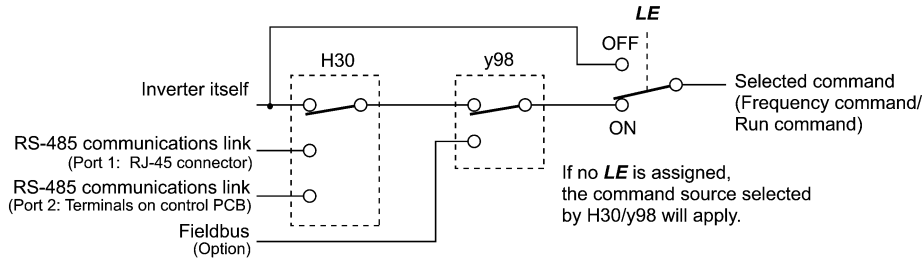 LE
OFF
H30
y98
Inverter itself
Selected command
(Frequency command/
Run command)
ON
RS-485 communications link
(Port 1: RJ-45 connector)
RS-485 communications link
(Port 2: Terminals on control PCB)
Fieldbus
(Option)
If no LE is assigned,
the command source selected
by H30/y98 will apply.